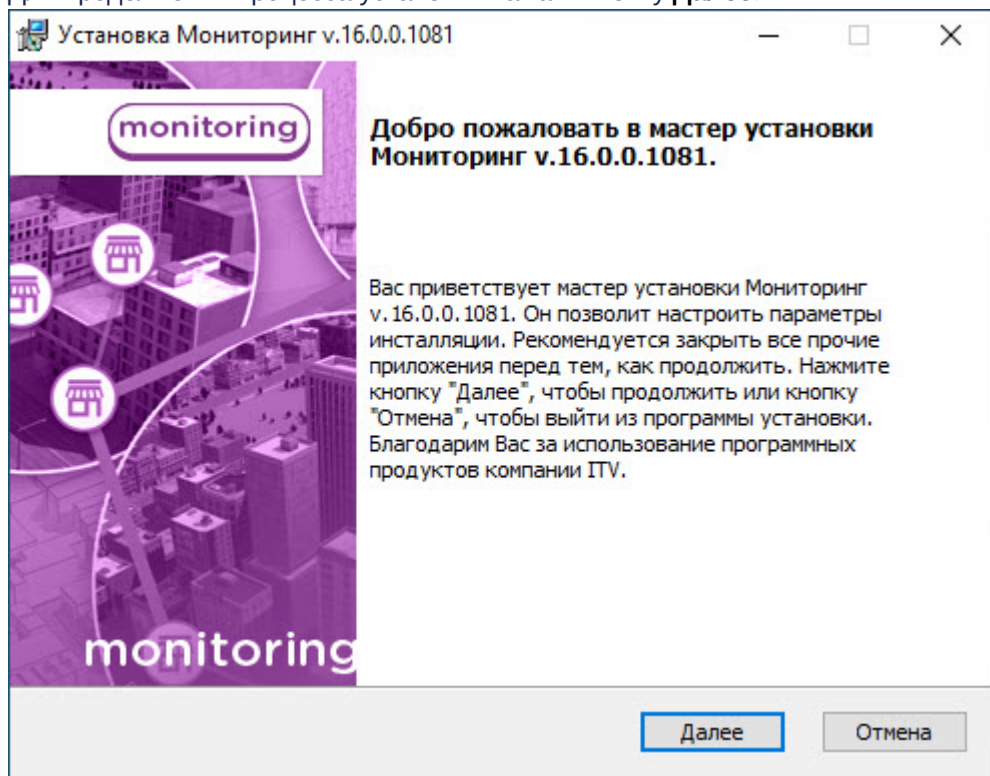 Установка Мониторинг v.16.0.0.1081
monitoring
Добро пожаловать в мастер установки
Мониторинг v.16.0.0.1081.
Вас приветствует мастер установки Мониторинг
v.16.0.0.1081. Он позволит настроить параметры
инсталляции. Рекомендуется закрыть все прочие
приложения перед тем, как продолжить. Нажмите
кнопку "Далее", чтобы продолжить или кнопку
"Отмена", чтобы выйти из программы установки.
Благодарим Вас за использование программных
продуктов компании ITV.
monitoring
Далее
Отмена